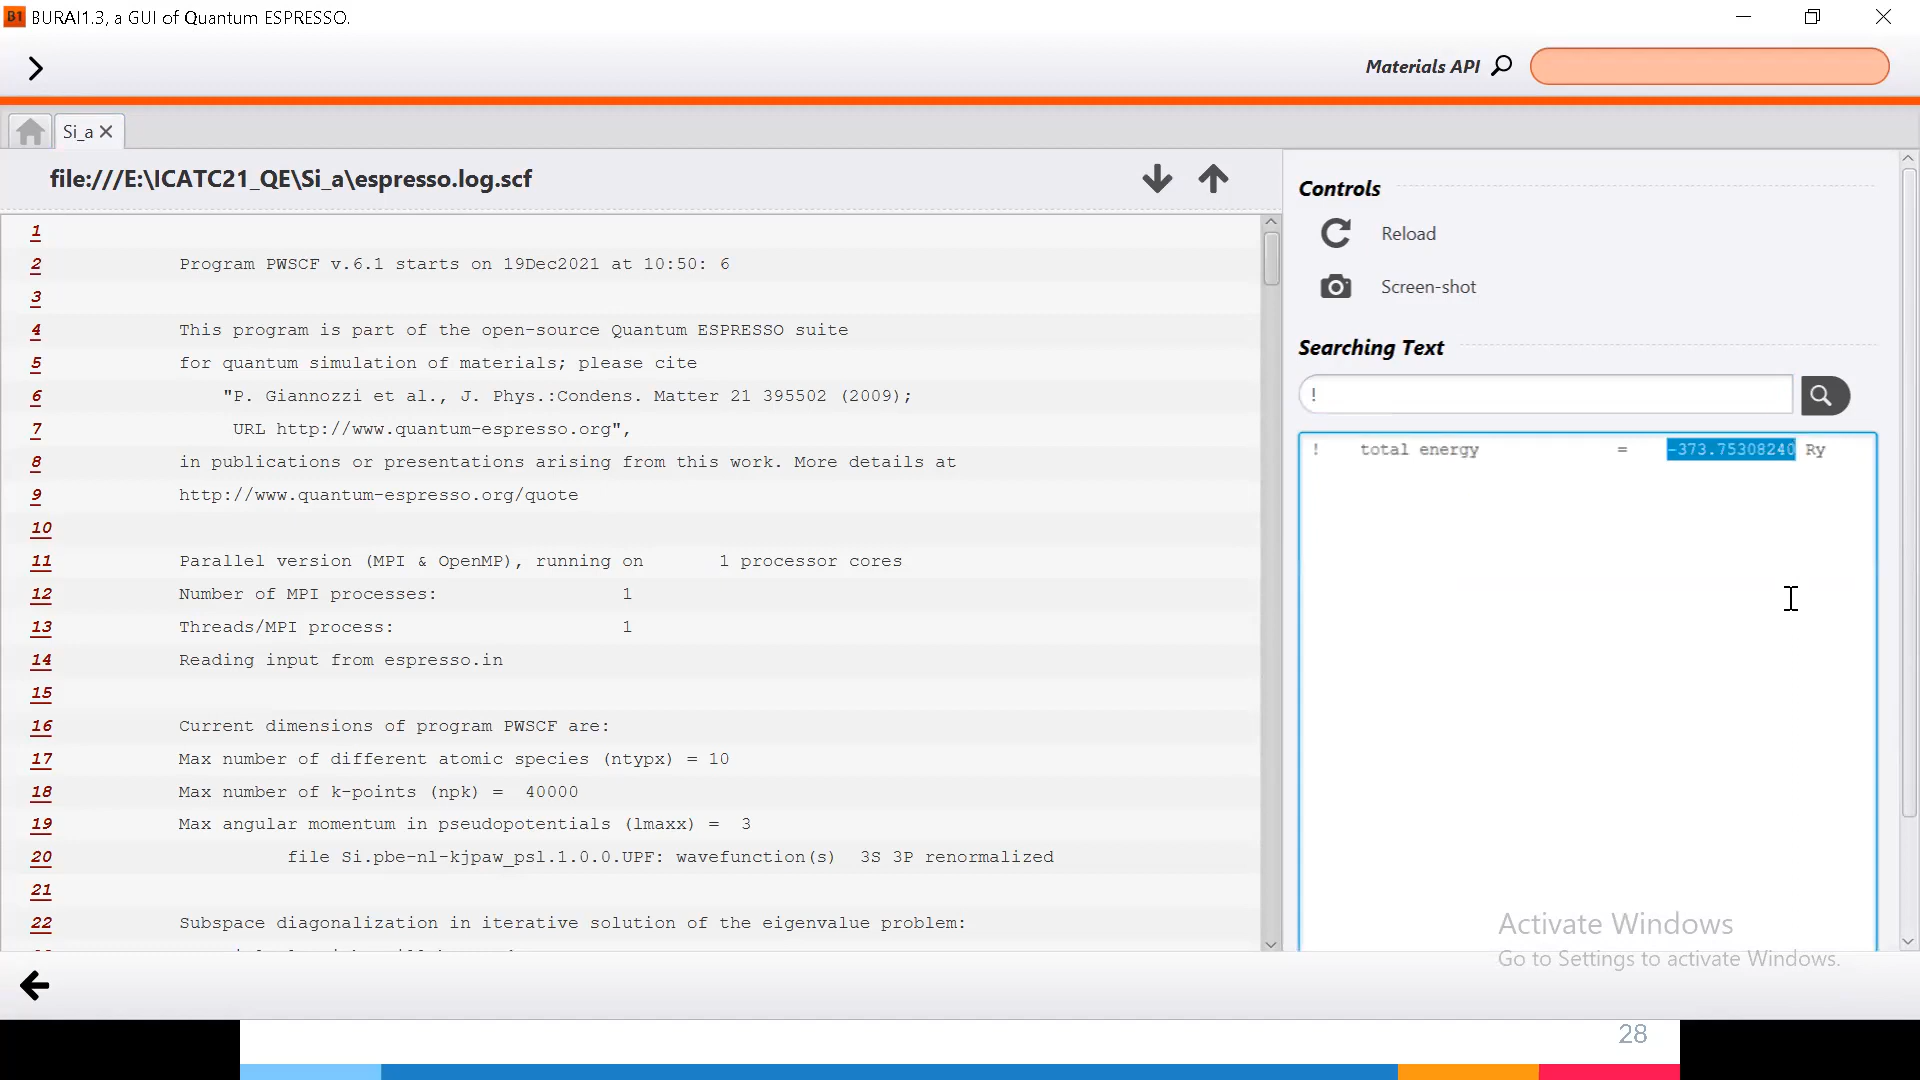 B1 BURAI1.3, a GUI of Quantum ESPRESSO.
Materials API
Si_a
file:///E:\ICATC21_QE\Si_a\espresso.log.scf
1
2 Program PWSCF v.6.1 starts on 19Dec2021 at 10:50: 6
3
4 This program is part of the open-source Quantum ESPRESSO suite
5 for quantum simulation of materials; please cite
6 "P. Giannozzi et al., J. Phys.:Condens. Matter 21 395502 (2009);
7 URL http://www.quantum-espresso.org",
8 in publications or presentations arising from this work. More details at
9 http://www.quantum-espresso.org/quote
10
11 Parallel version (MPI & OpenMP), running on 1 processor cores
12 Number of MPI processes: 1
13 Threads/MPI process: 1
14 Reading input from espresso.in
15
16 Current dimensions of program PWSCF are:
17 Max number of different atomic species (ntypx) = 10
18 Max number of k-points (npk) = 40000
19 Max angular momentum in pseudopotentials (lmaxx) = 3
20 file Si.pbe-nl-kjpaw_psl.1.0.0.UPF: wavefunction(s) 3S 3P renormalized
21
22 Subspace diagonalization in iterative solution of the eigenvalue problem:
Controls
Reload
Screen-shot
Searching Text
!
! total energy = -373.75308240 Ry
Activate Windows
Go to Settings to activate Windows.
28